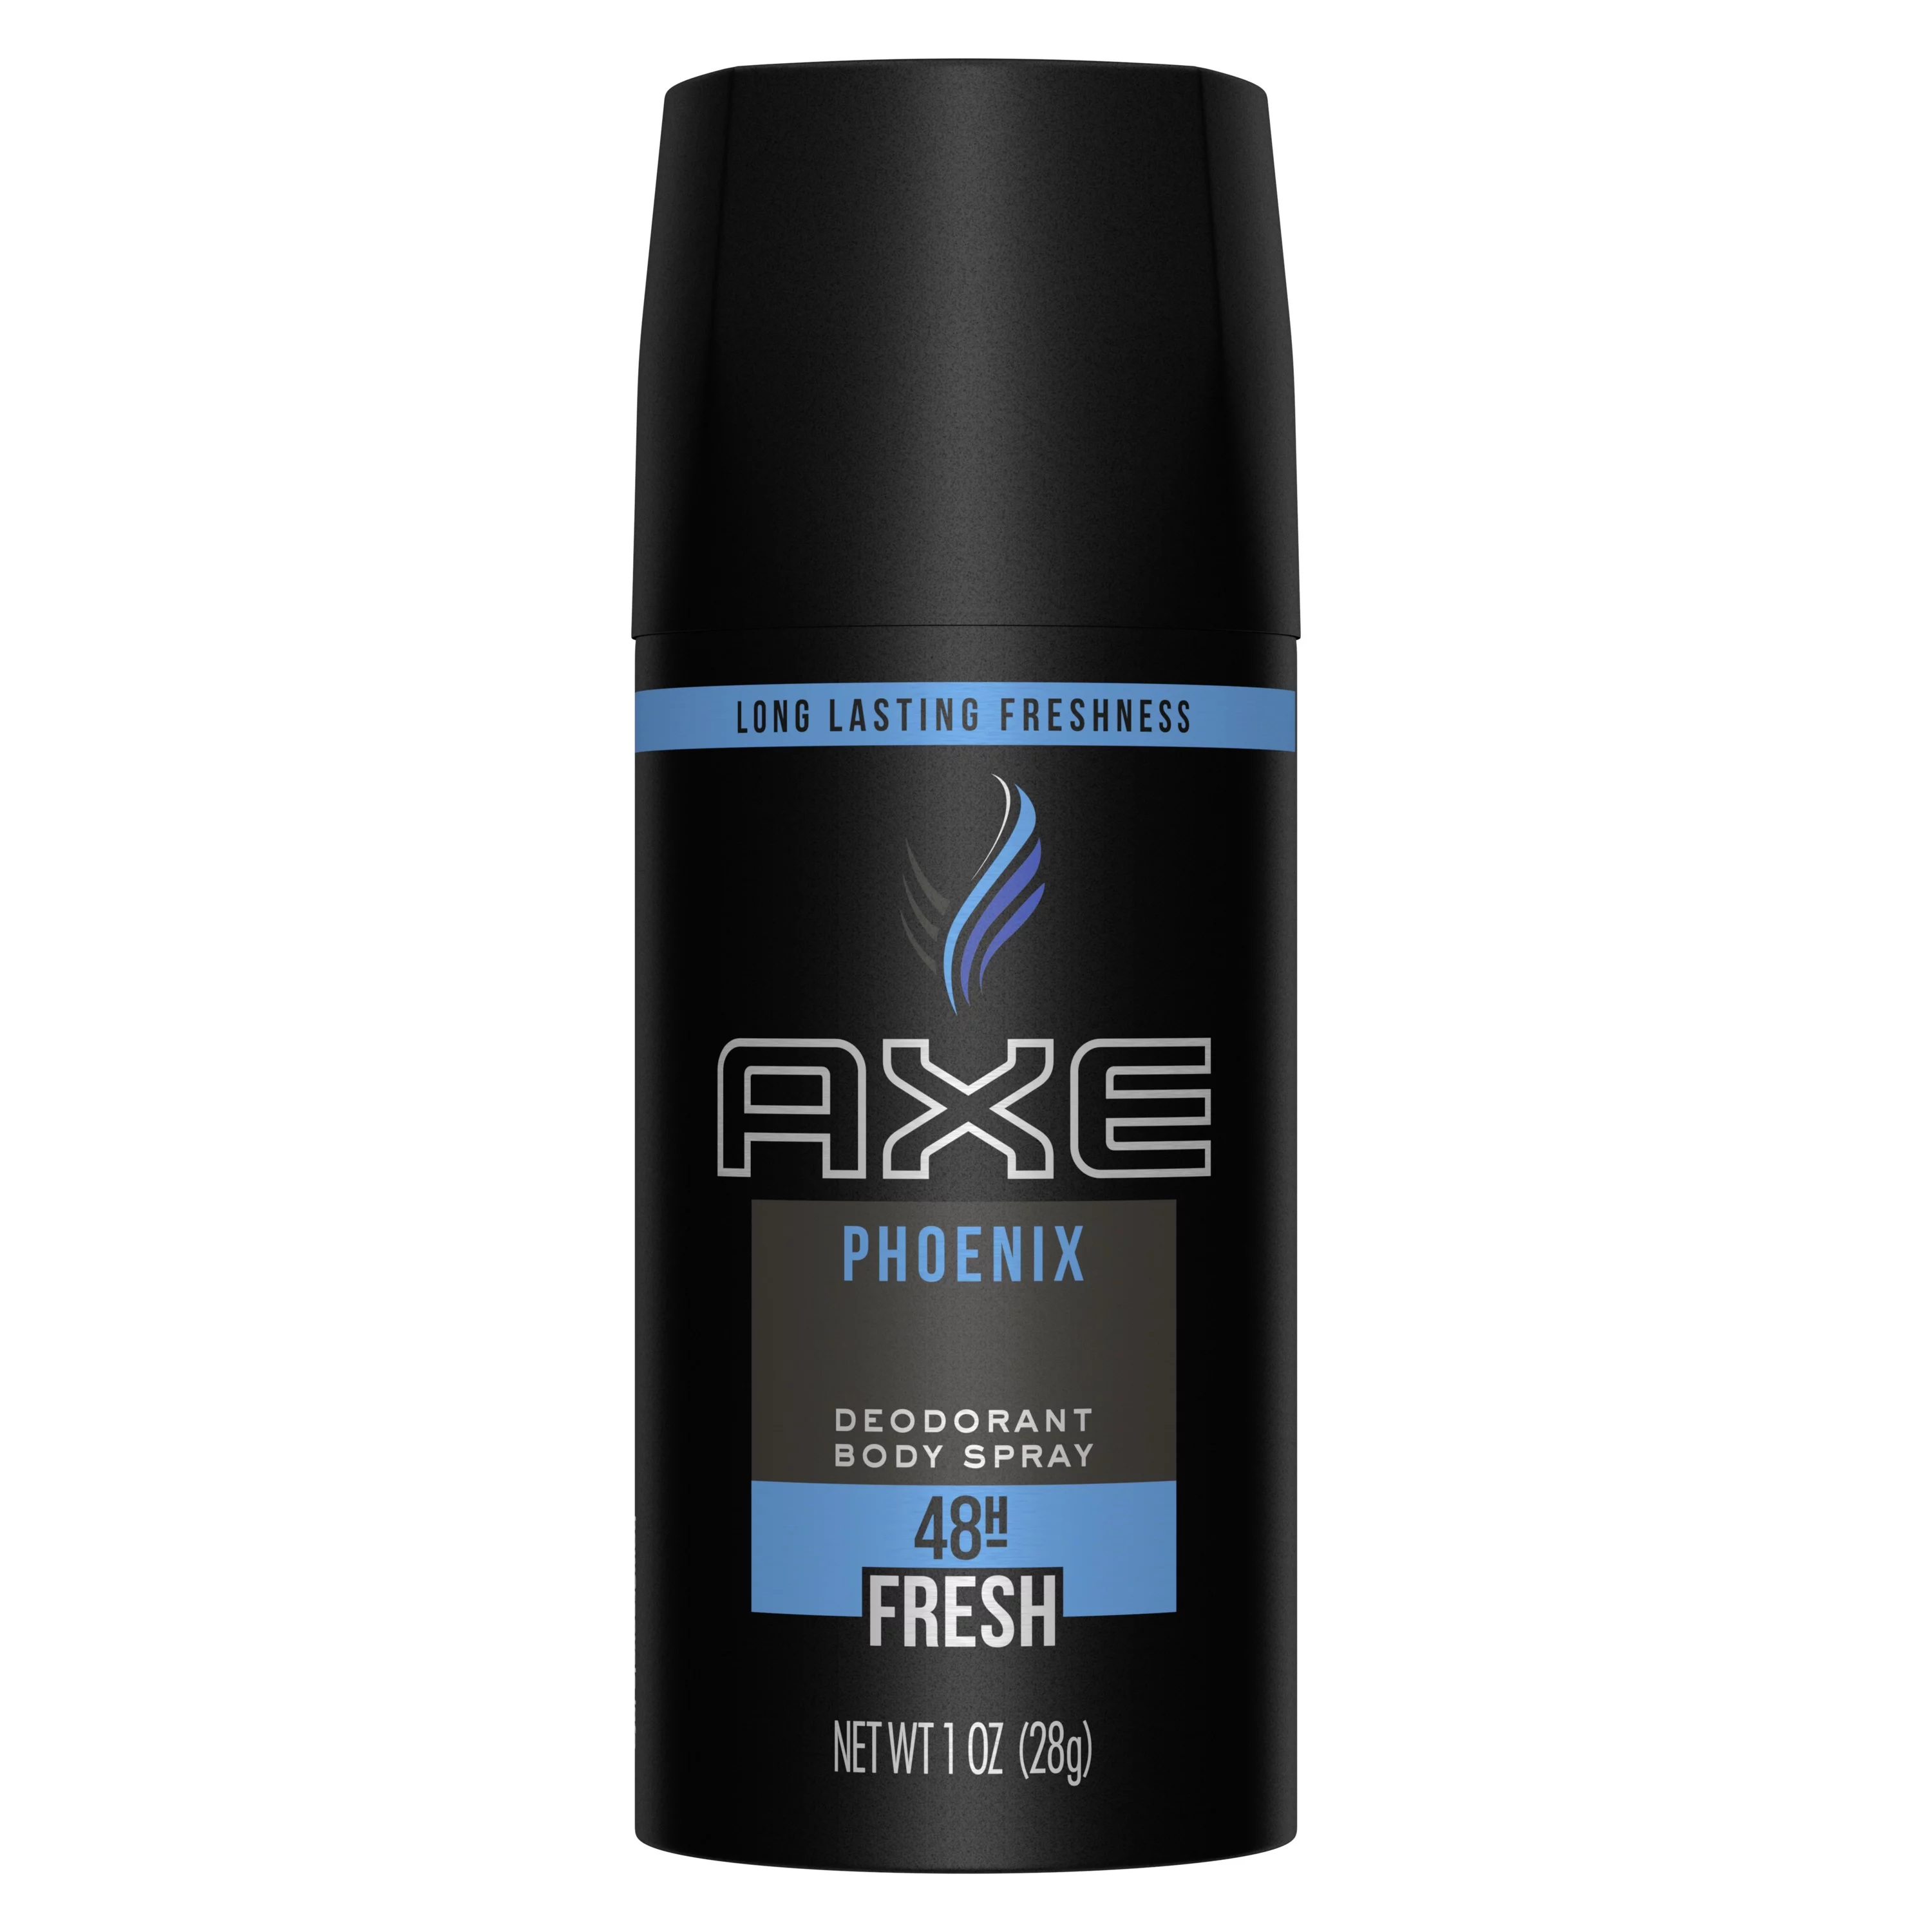 LONG LASTING FRESHNESS
AXE
PHOENIX
DEODORANT
BODY SPRAY
48H
FRESH
NET WT 1 OZ (28g)